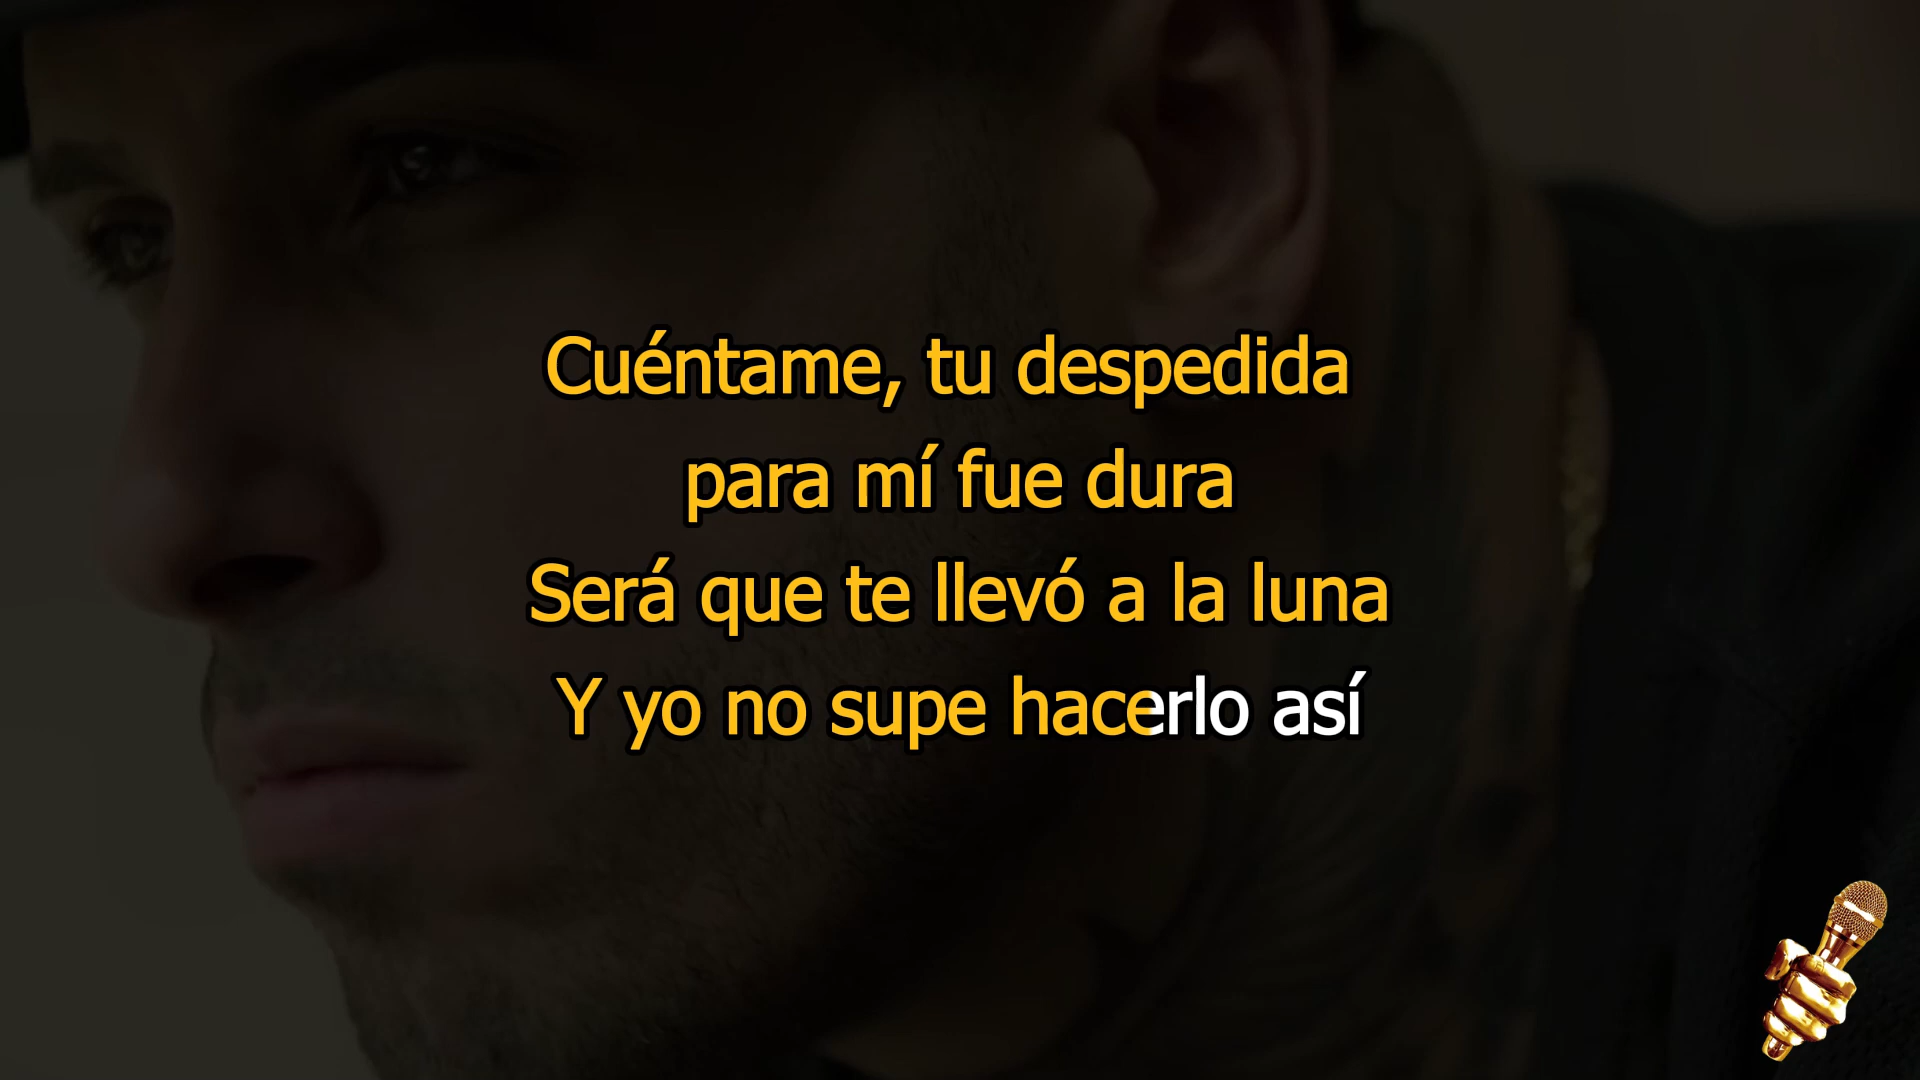 Cuéntame, tu despedida
para mí fue dura
Será que te llevó a la luna
Y yo no supe hacerlo así